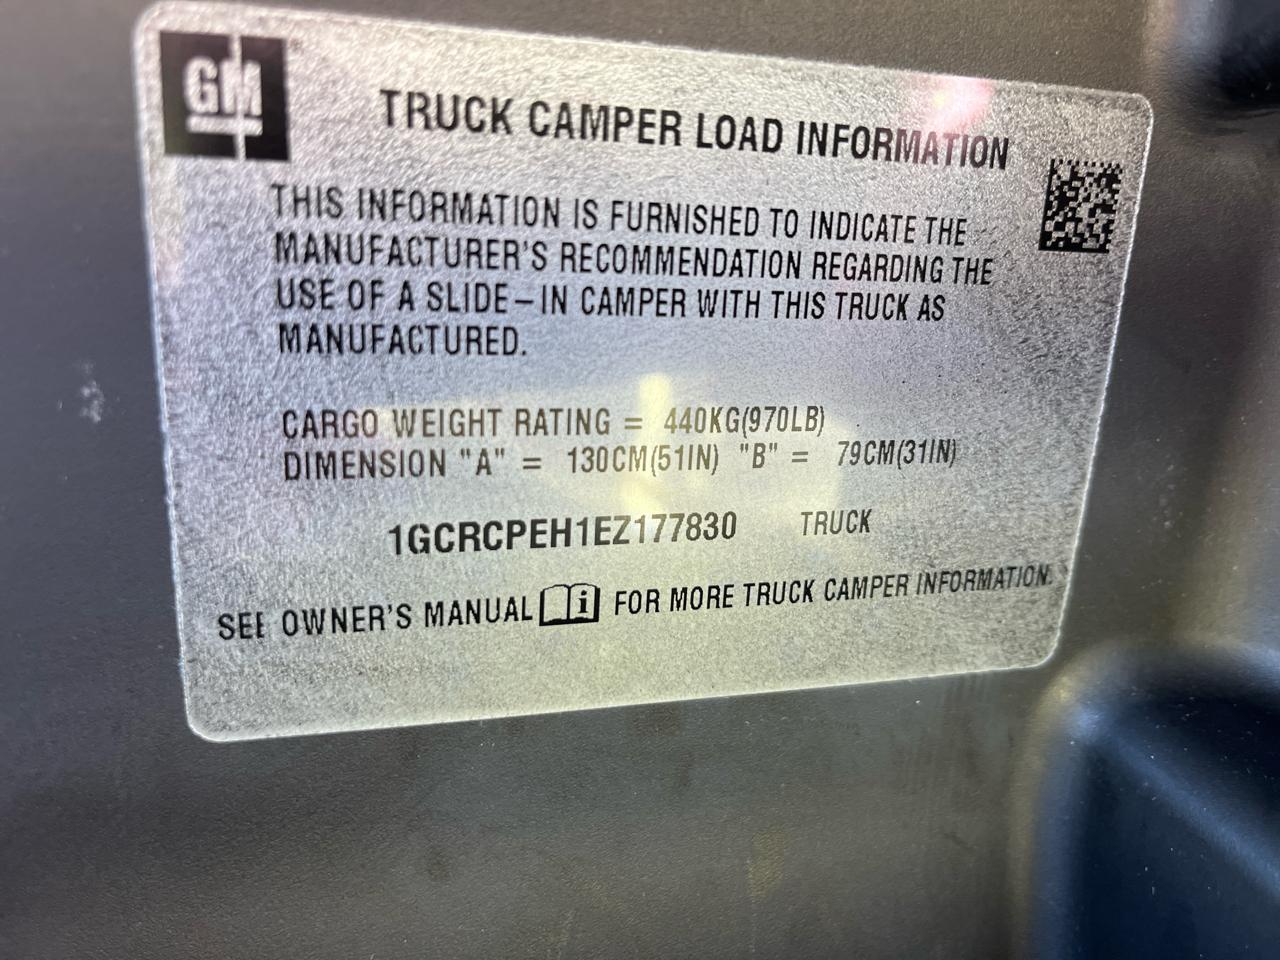 GM
TRUCK CAMPER LOAD INFORMATION
THIS INFORMATION IS FURNISHED TO INDICATE THE
MANUFACTURER'S RECOMMENDATION REGARDING THE
USE OF A SLIDE-IN CAMPER WITH THIS TRUCK AS
MANUFACTURED.
CARGO WEIGHT RATING = 440KG(970LB)
DIMENSION "A" = 130CM(51IN) "B" = 79CM(31IN)
1GCRCPEH1EZ177830 TRUCK
SEE OWNER'S MANUAL i FOR MORE TRUCK CAMPER INFORMATION.